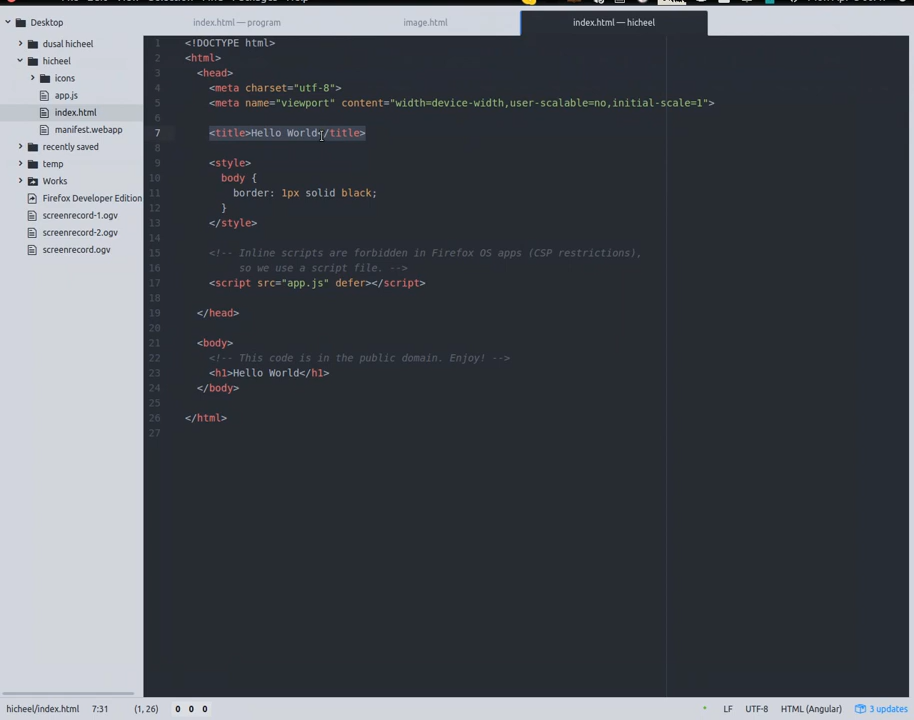 index.html — program
image.html
index.html — hicheel
Desktop
dusal hicheel
hicheel
icons
app.js
index.html
manifest.webapp
recently saved
temp
Works
Firefox Developer Edition
screenrecord-1.ogv
screenrecord-2.ogv
screenrecord.ogv
1 <!DOCTYPE html>
2 <html>
3 <head>
4 <meta charset="utf-8">
5 <meta name="viewport" content="width=device-width,user-scalable=no,initial-scale=1">
6
7 <title>Hello World</title>
8
9 <style>
10 body {
11 border: 1px solid black;
12 }
13 </style>
14
15 <!-- Inline scripts are forbidden in Firefox OS apps (CSP restrictions),
16 so we use a script file. -->
17 <script src="app.js" defer></script>
18
19 </head>
20
21 <body>
22 <!-- This code is in the public domain. Enjoy! -->
23 <h1>Hello World</h1>
24 </body>
25
26 </html>
27
hicheel/index.html 7:31 (1, 26) 0 0 0 LF UTF-8 HTML (Angular) 3 updates